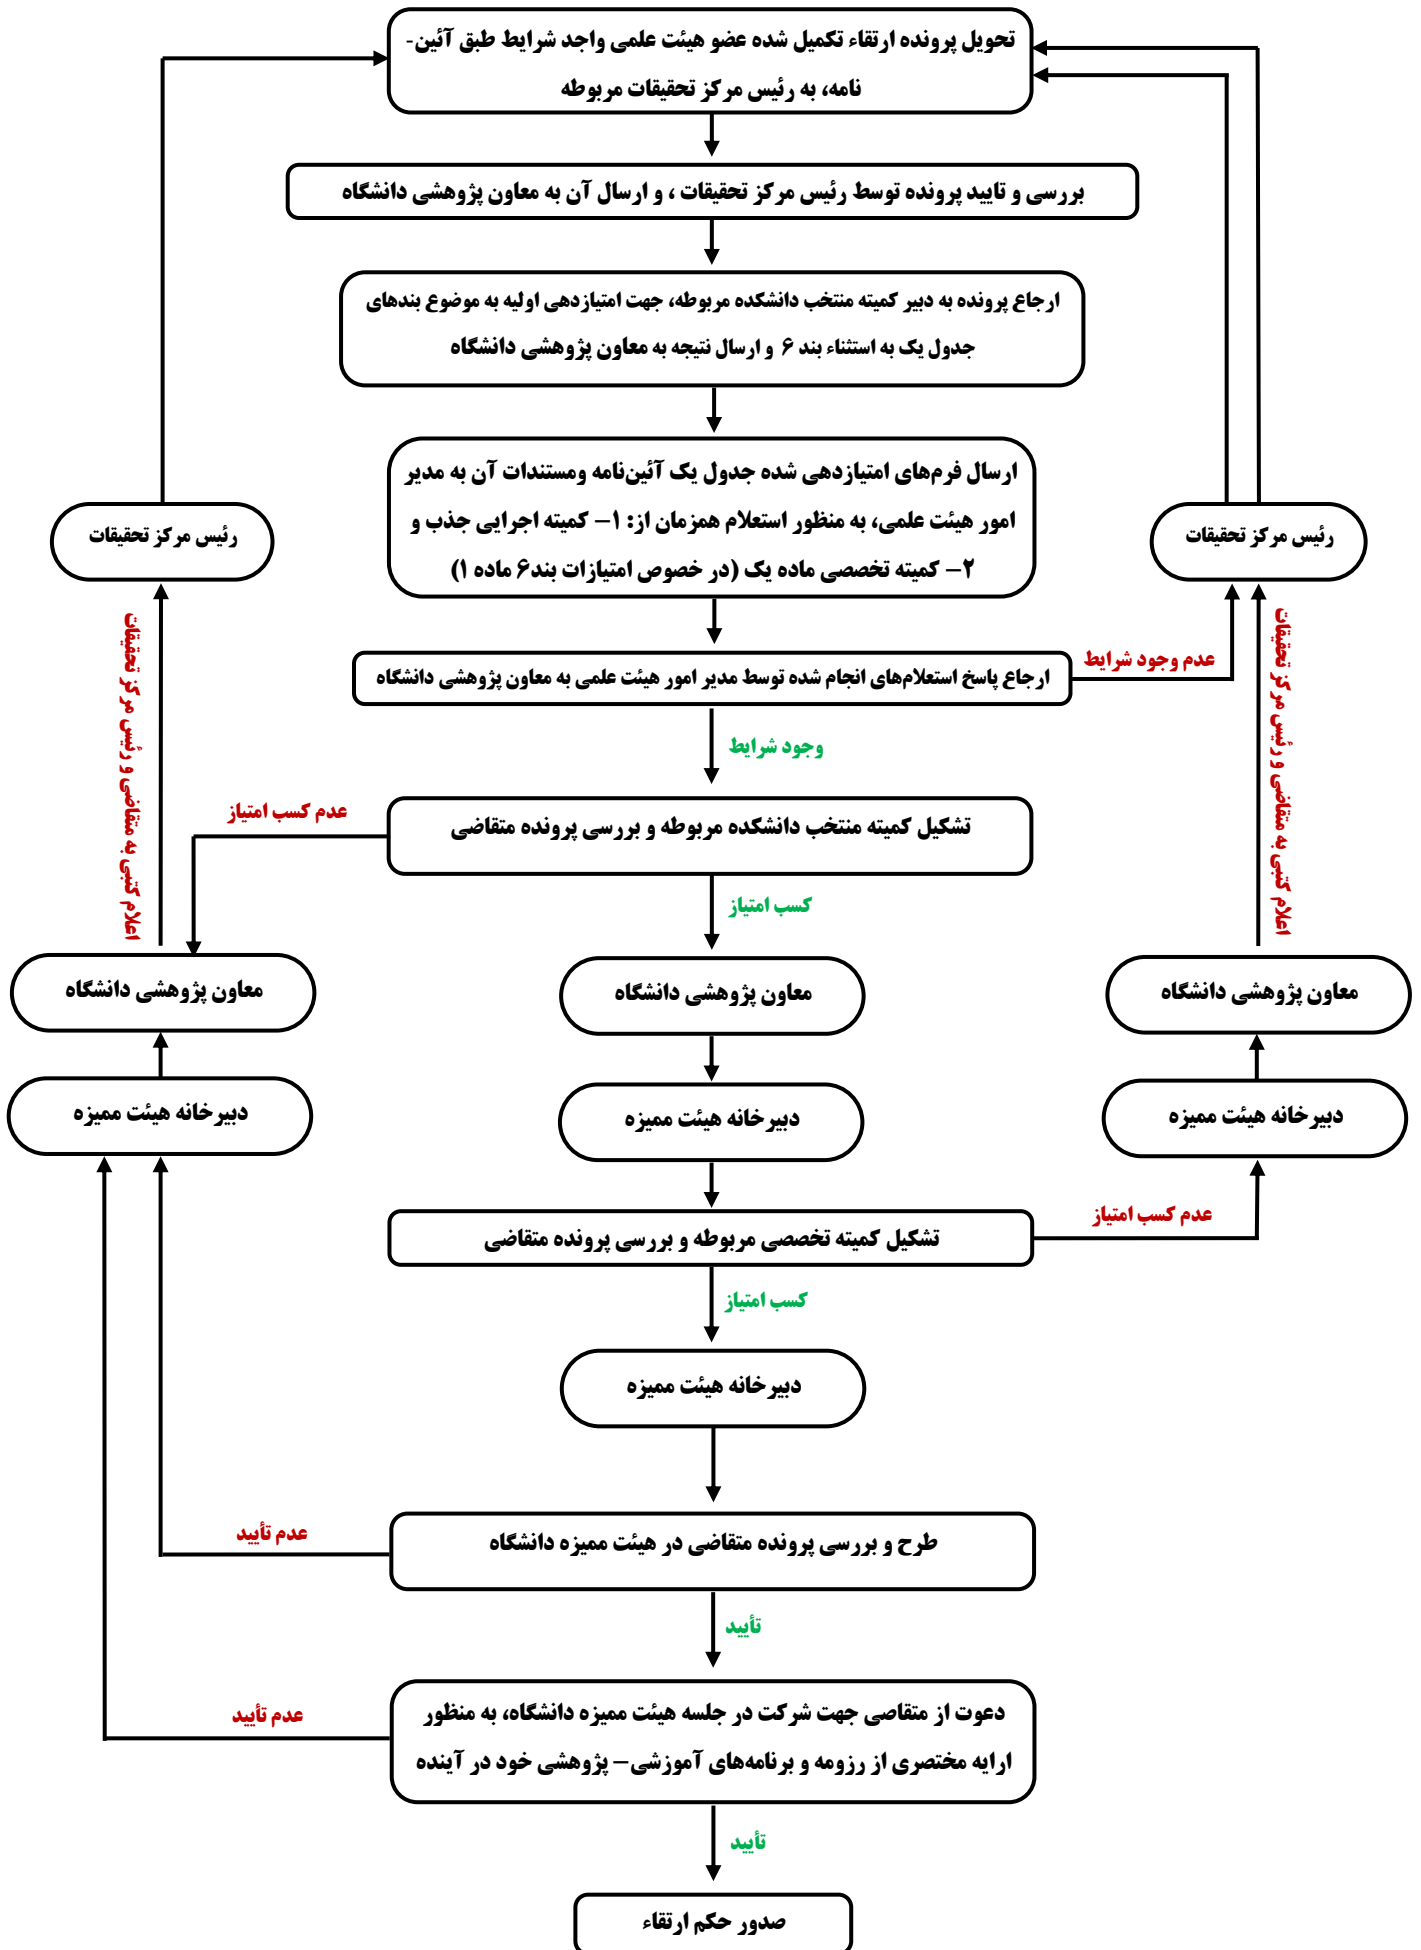 تحویل پرونده ارتقاء تکمیل شده عضو هیئت علمی واجد شرایط طبق آئین-
نامه، به رئیس مرکز تحقیقات مربوطه
بررسی و تایید پرونده توسط رئیس مرکز تحقیقات ، و ارسال آن به معاون پژوهشی دانشگاه
ارجاع پرونده به دبیر کمیته منتخب دانشکده مربوطه، جهت امتیازدهی اولیه به موضوع بندهای
جدول یک به استثناء بند ۶ و ارسال نتیجه به معاون پژوهشی دانشگاه
ارسال فرم‌های امتیازدهی شده جدول یک آئین‌نامه ومستندات آن به مدیر
امور هیئت علمی، به منظور استعلام همزمان از: ۱- کمیته اجرایی جذب و
۲- کمیته تخصصی ماده یک (در خصوص امتیازات بند۶ ماده ۱)
رئیس مرکز تحقیقات
رئیس مرکز تحقیقات
اعلام کتبی به متقاضی و رئیس مرکز تحقیقات
اعلام کتبی به متقاضی و رئیس مرکز تحقیقات
عدم وجود شرایط
ارجاع پاسخ استعلام‌های انجام شده توسط مدیر امور هیئت علمی به معاون پژوهشی دانشگاه
وجود شرایط
تشکیل کمیته منتخب دانشکده مربوطه و بررسی پرونده متقاضی
عدم کسب امتیاز
کسب امتیاز
معاون پژوهشی دانشگاه
معاون پژوهشی دانشگاه
معاون پژوهشی دانشگاه
دبیرخانه هیئت ممیزه
دبیرخانه هیئت ممیزه
دبیرخانه هیئت ممیزه
عدم کسب امتیاز
تشکیل کمیته تخصصی مربوطه و بررسی پرونده متقاضی
کسب امتیاز
دبیرخانه هیئت ممیزه
طرح و بررسی پرونده متقاضی در هیئت ممیزه دانشگاه
عدم تأیید
تأیید
دعوت از متقاصی جهت شرکت در جلسه هیئت ممیزه دانشگاه، به منظور
ارایه مختصری از رزومه و برنامه‌های آموزشی- پژوهشی خود در آینده
عدم تأیید
تأیید
صدور حکم ارتقاء